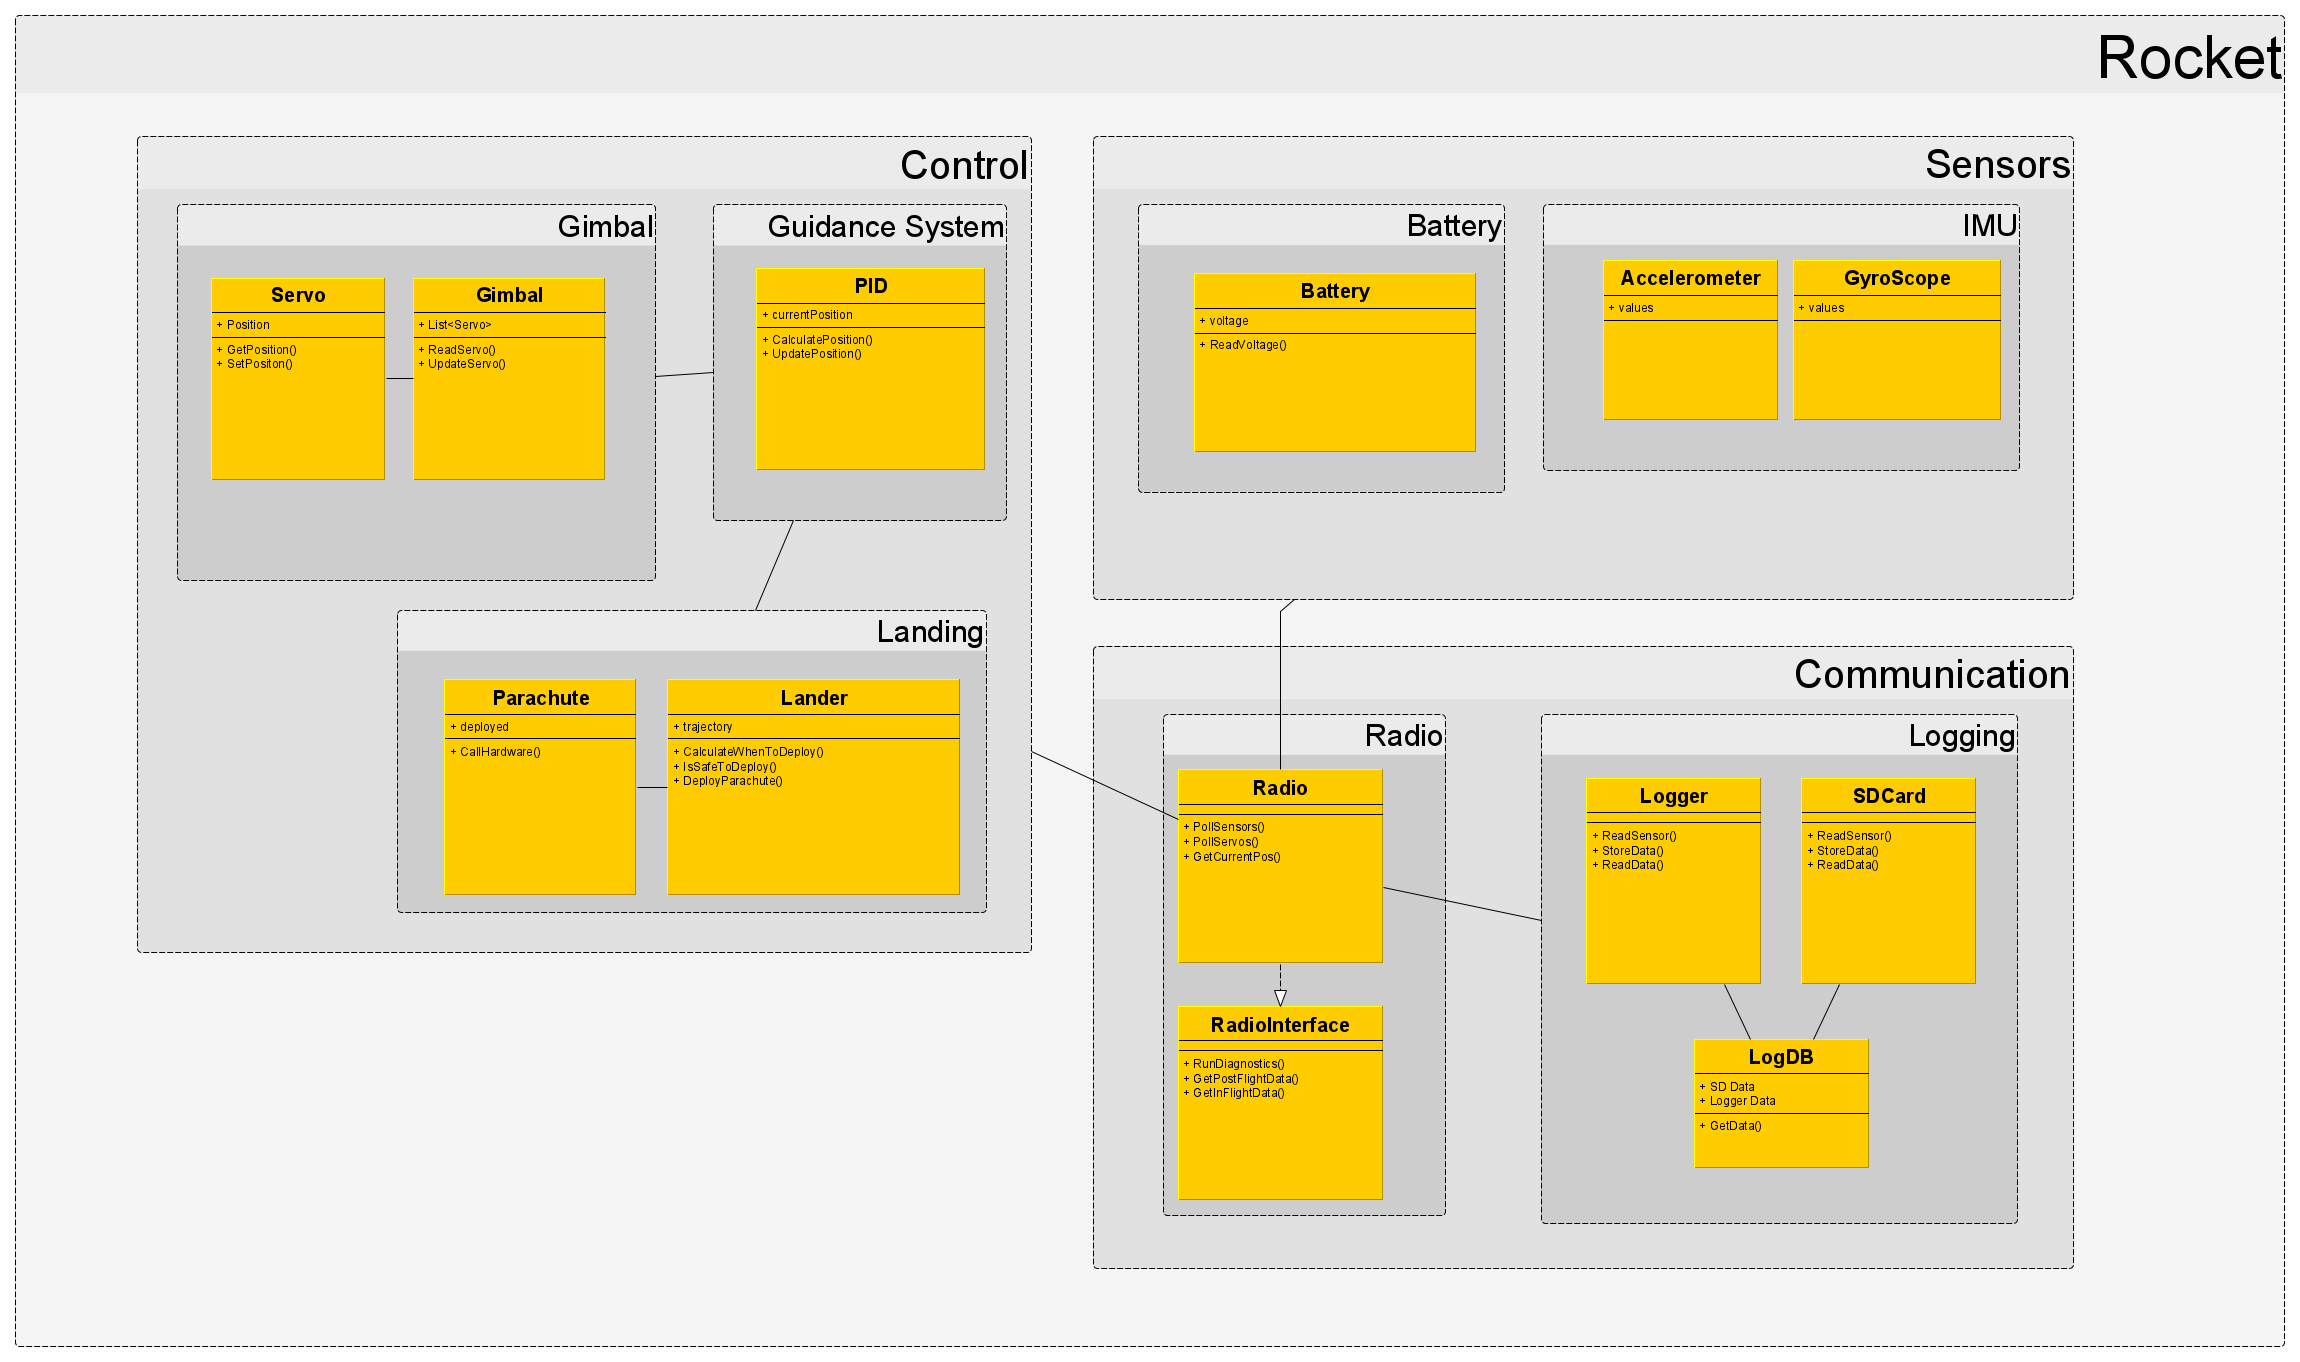 Rocket
Control
Gimbal
Servo
+ Position
+ GetPosition()
+ SetPositon()
Gimbal
+ List<Servo>
+ ReadServo()
+ UpdateServo()
Guidance System
PID
+ currentPosition
+ CalculatePosition()
+ UpdatePosition()
Landing
Parachute
+ deployed
+ CallHardware()
Lander
+ trajectory
+ CalculateWhenToDeploy()
+ IsSafeToDeploy()
+ DeployParachute()
Sensors
Battery
Battery
+ voltage
+ ReadVoltage()
IMU
Accelerometer
+ values
GyroScope
+ values
Communication
Radio
Radio
+ PollSensors()
+ PollServos()
+ GetCurrentPos()
RadioInterface
+ RunDiagnostics()
+ GetPostFlightData()
+ GetInFlightData()
Logging
Logger
+ ReadSensor()
+ StoreData()
+ ReadData()
SDCard
+ ReadSensor()
+ StoreData()
+ ReadData()
LogDB
+ SD Data
+ Logger Data
+ GetData()